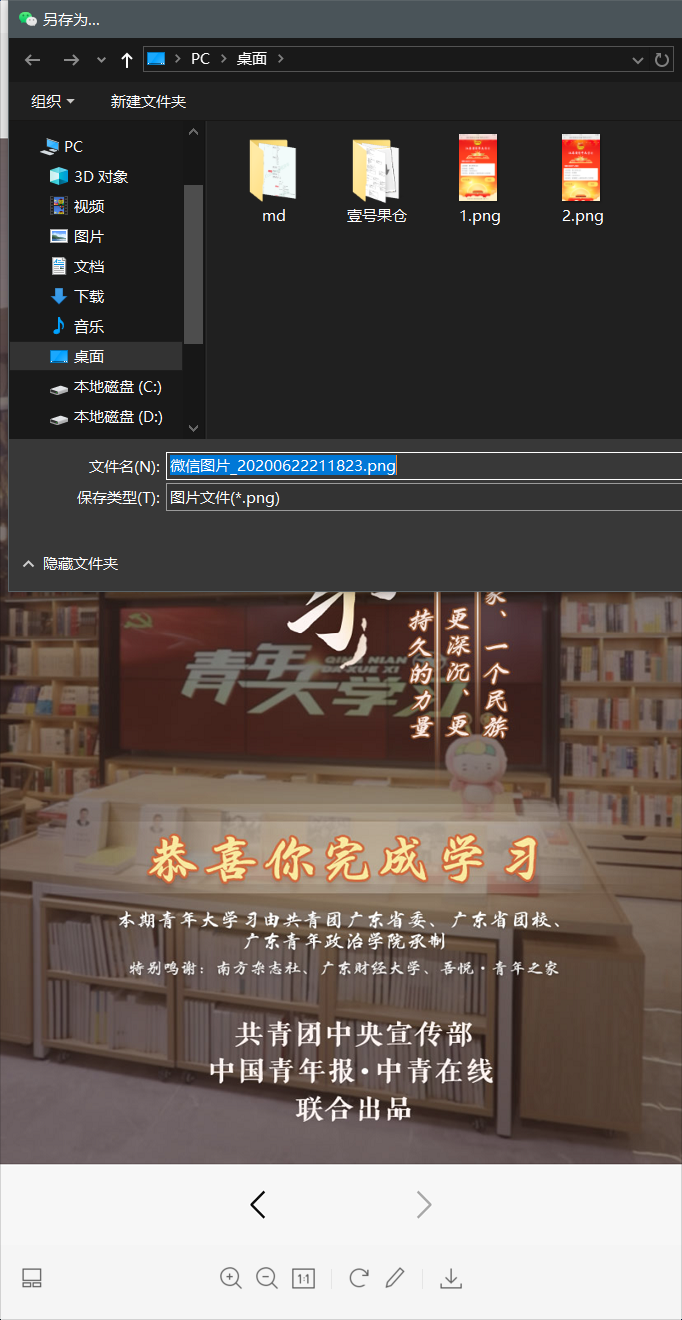 另存为...
PC
桌面
组织
新建文件夹
PC
3D 对象
视频
图片
文档
下载
音乐
桌面
本地磁盘 (C:)
本地磁盘 (D:)
md
壹号果仓
1.png
2.png
文件名(N):
微信图片_20200622211823.png
保存类型(T):
图片文件(*.png)
隐藏文件夹
家、一个民族
更深沉、更
持久的力量
青年大学习
QING NIAN
DA XUE XI
恭喜你完成学习
本期青年大学习由共青团广东省委、广东省团校、
广东青年政治学院承制
特别鸣谢：南方杂志社、广东财经大学、吾悦·青年之家
共青团中央宣传部
中国青年报·中青在线
联合出品
1:1